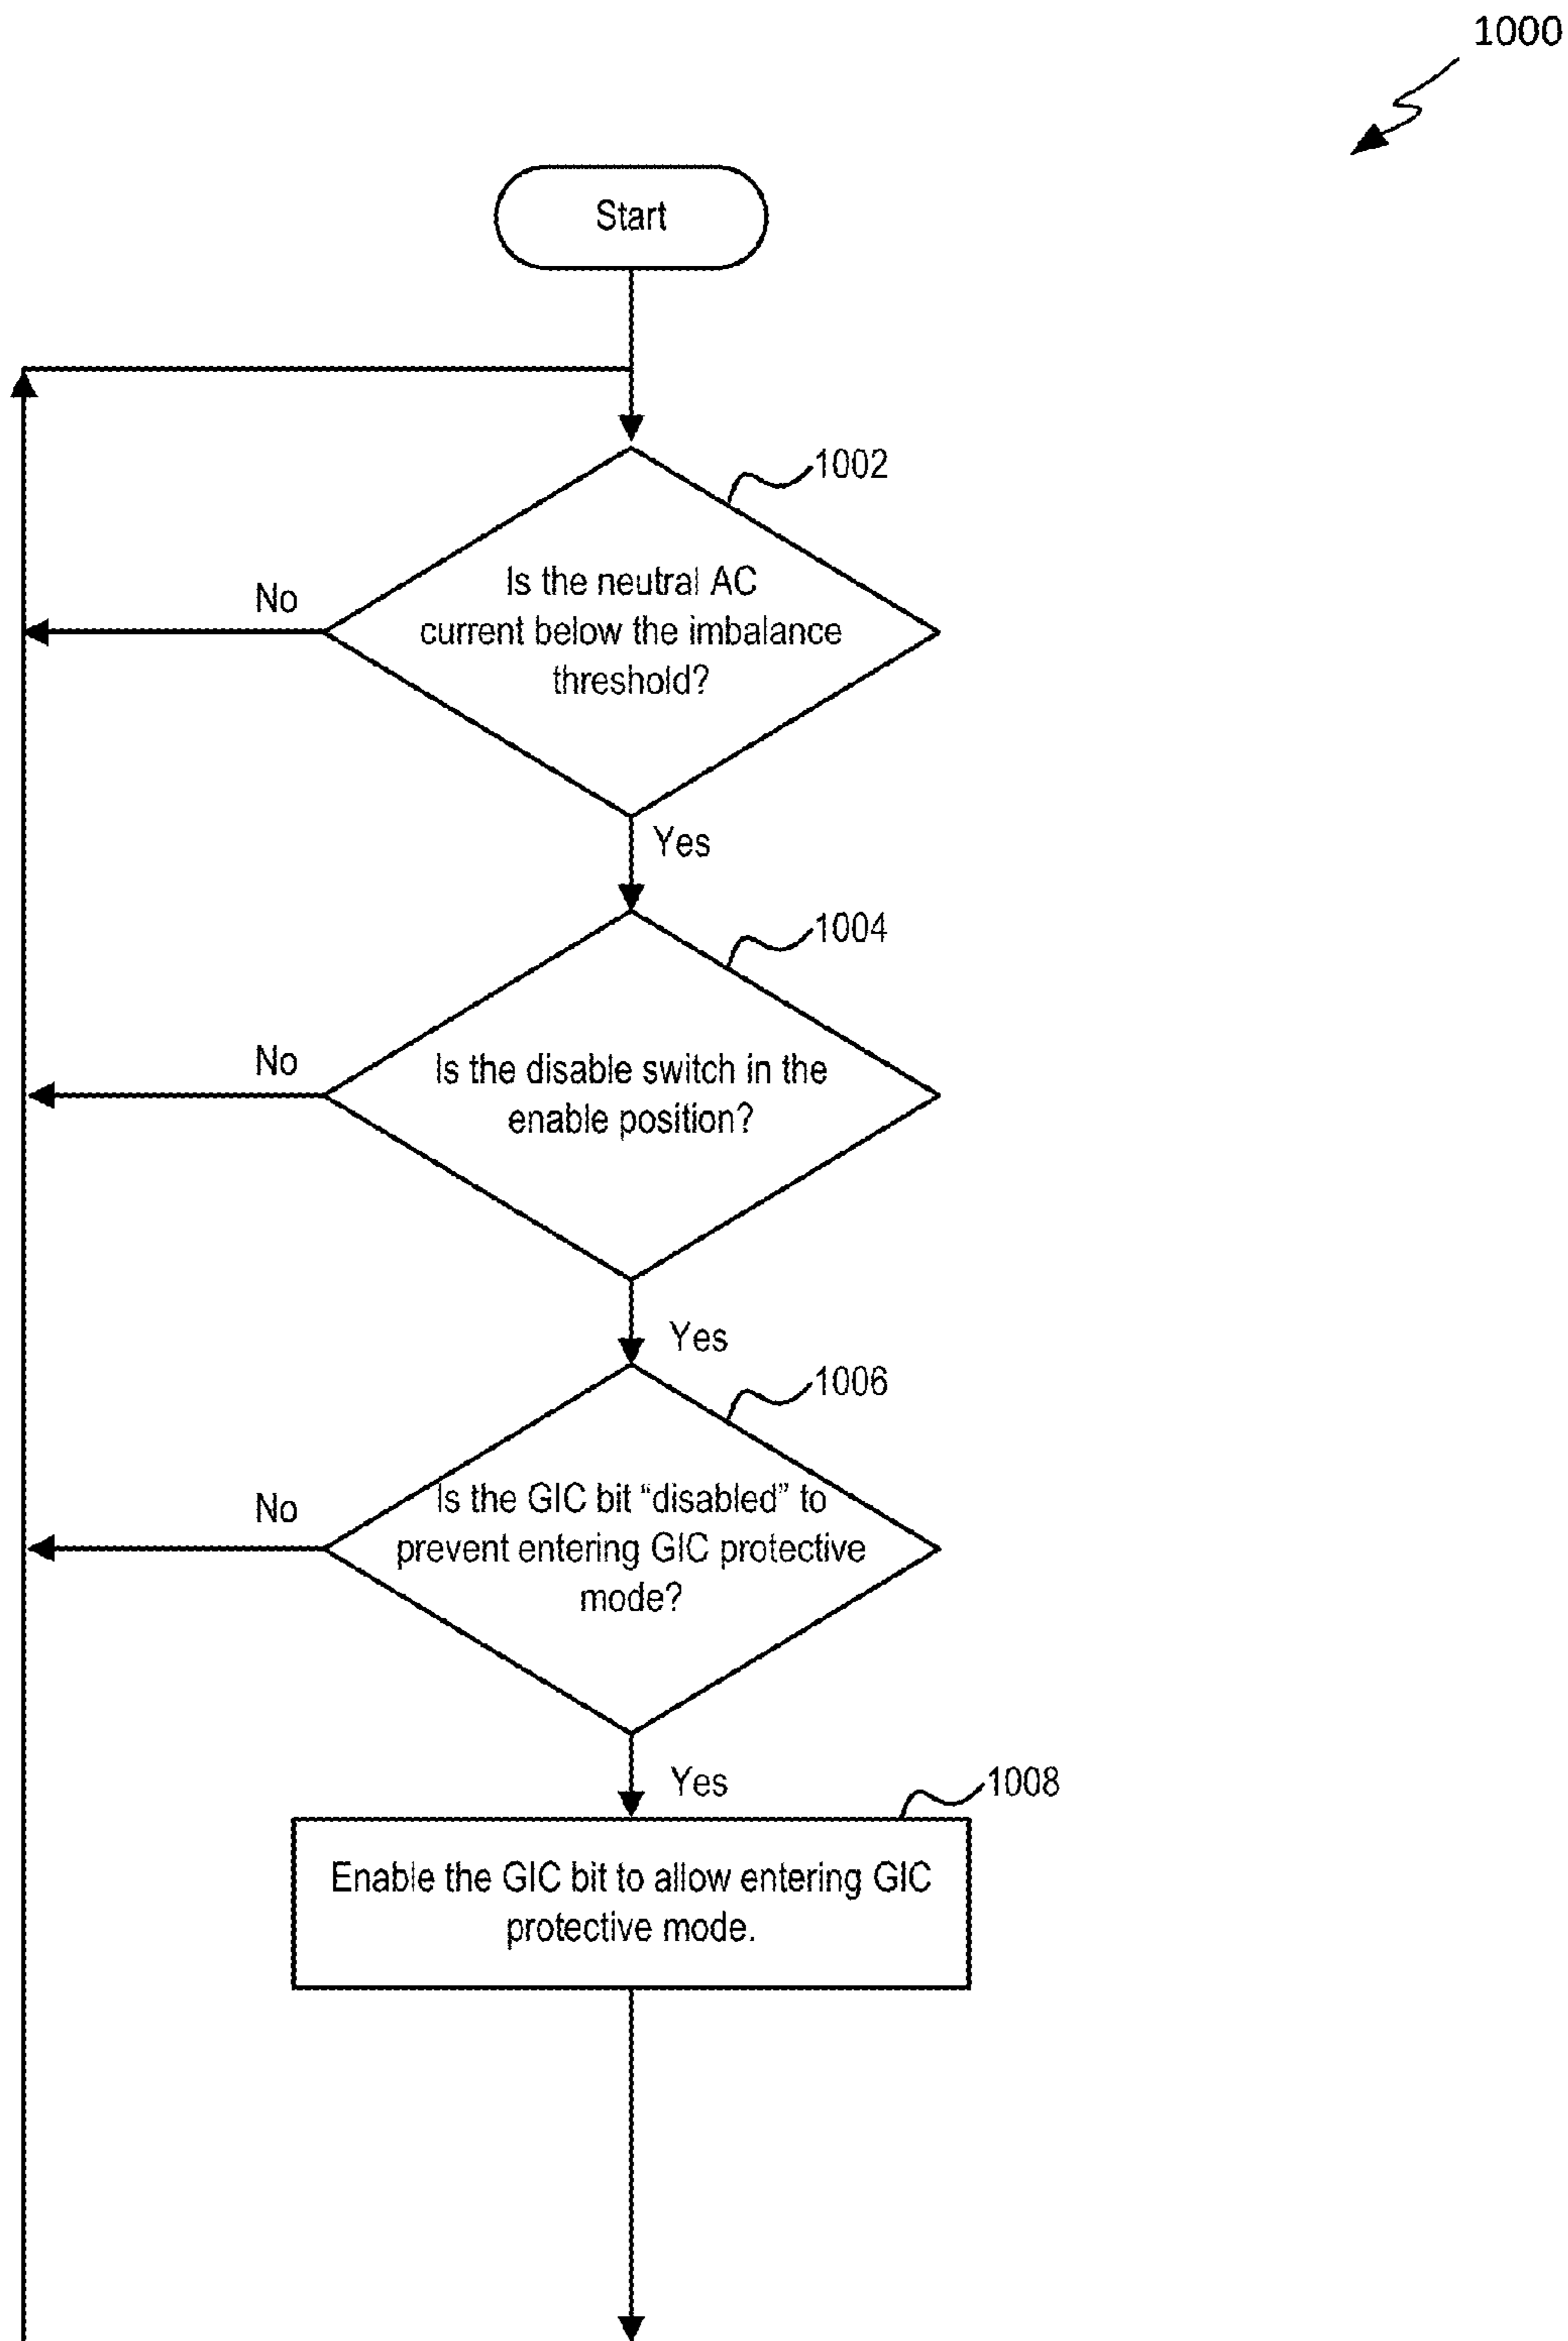 1000
Start
1002
Is the neutral AC
current below the imbalance
threshold?
No
Yes
1004
Is the disable switch in the
enable position?
No
Yes
1006
Is the GIC bit “disabled” to
prevent entering GIC protective
mode?
No
Yes
1008
Enable the GIC bit to allow entering GIC
protective mode.